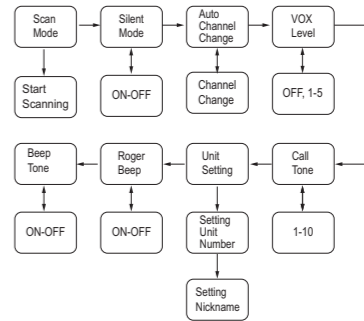 Scan
Mode
Silent
Mode
Auto
Channel
Change
VOX
Level
Start
Scanning
ON-OFF
Channel
Change
OFF, 1-5
Beep
Tone
Roger
Beep
Unit
Setting
Call
Tone
ON-OFF
ON-OFF
Setting
Unit
Number
1-10
Setting
Nickname